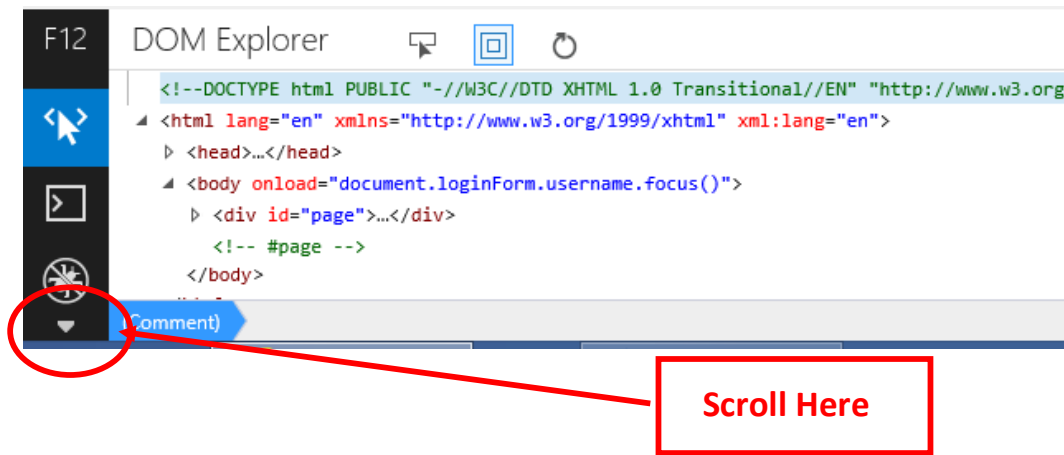 F12 DOM Explorer
<!--DOCTYPE html PUBLIC "-//W3C//DTD XHTML 1.0 Transitional//EN" "http://www.w3.org
<html lang="en" xmlns="http://www.w3.org/1999/xhtml" xml:lang="en">
<head>…</head>
<body onload="document.loginForm.username.focus()">
<div id="page">…</div>
<!-- #page -->
</body>
(Comment)
Scroll Here